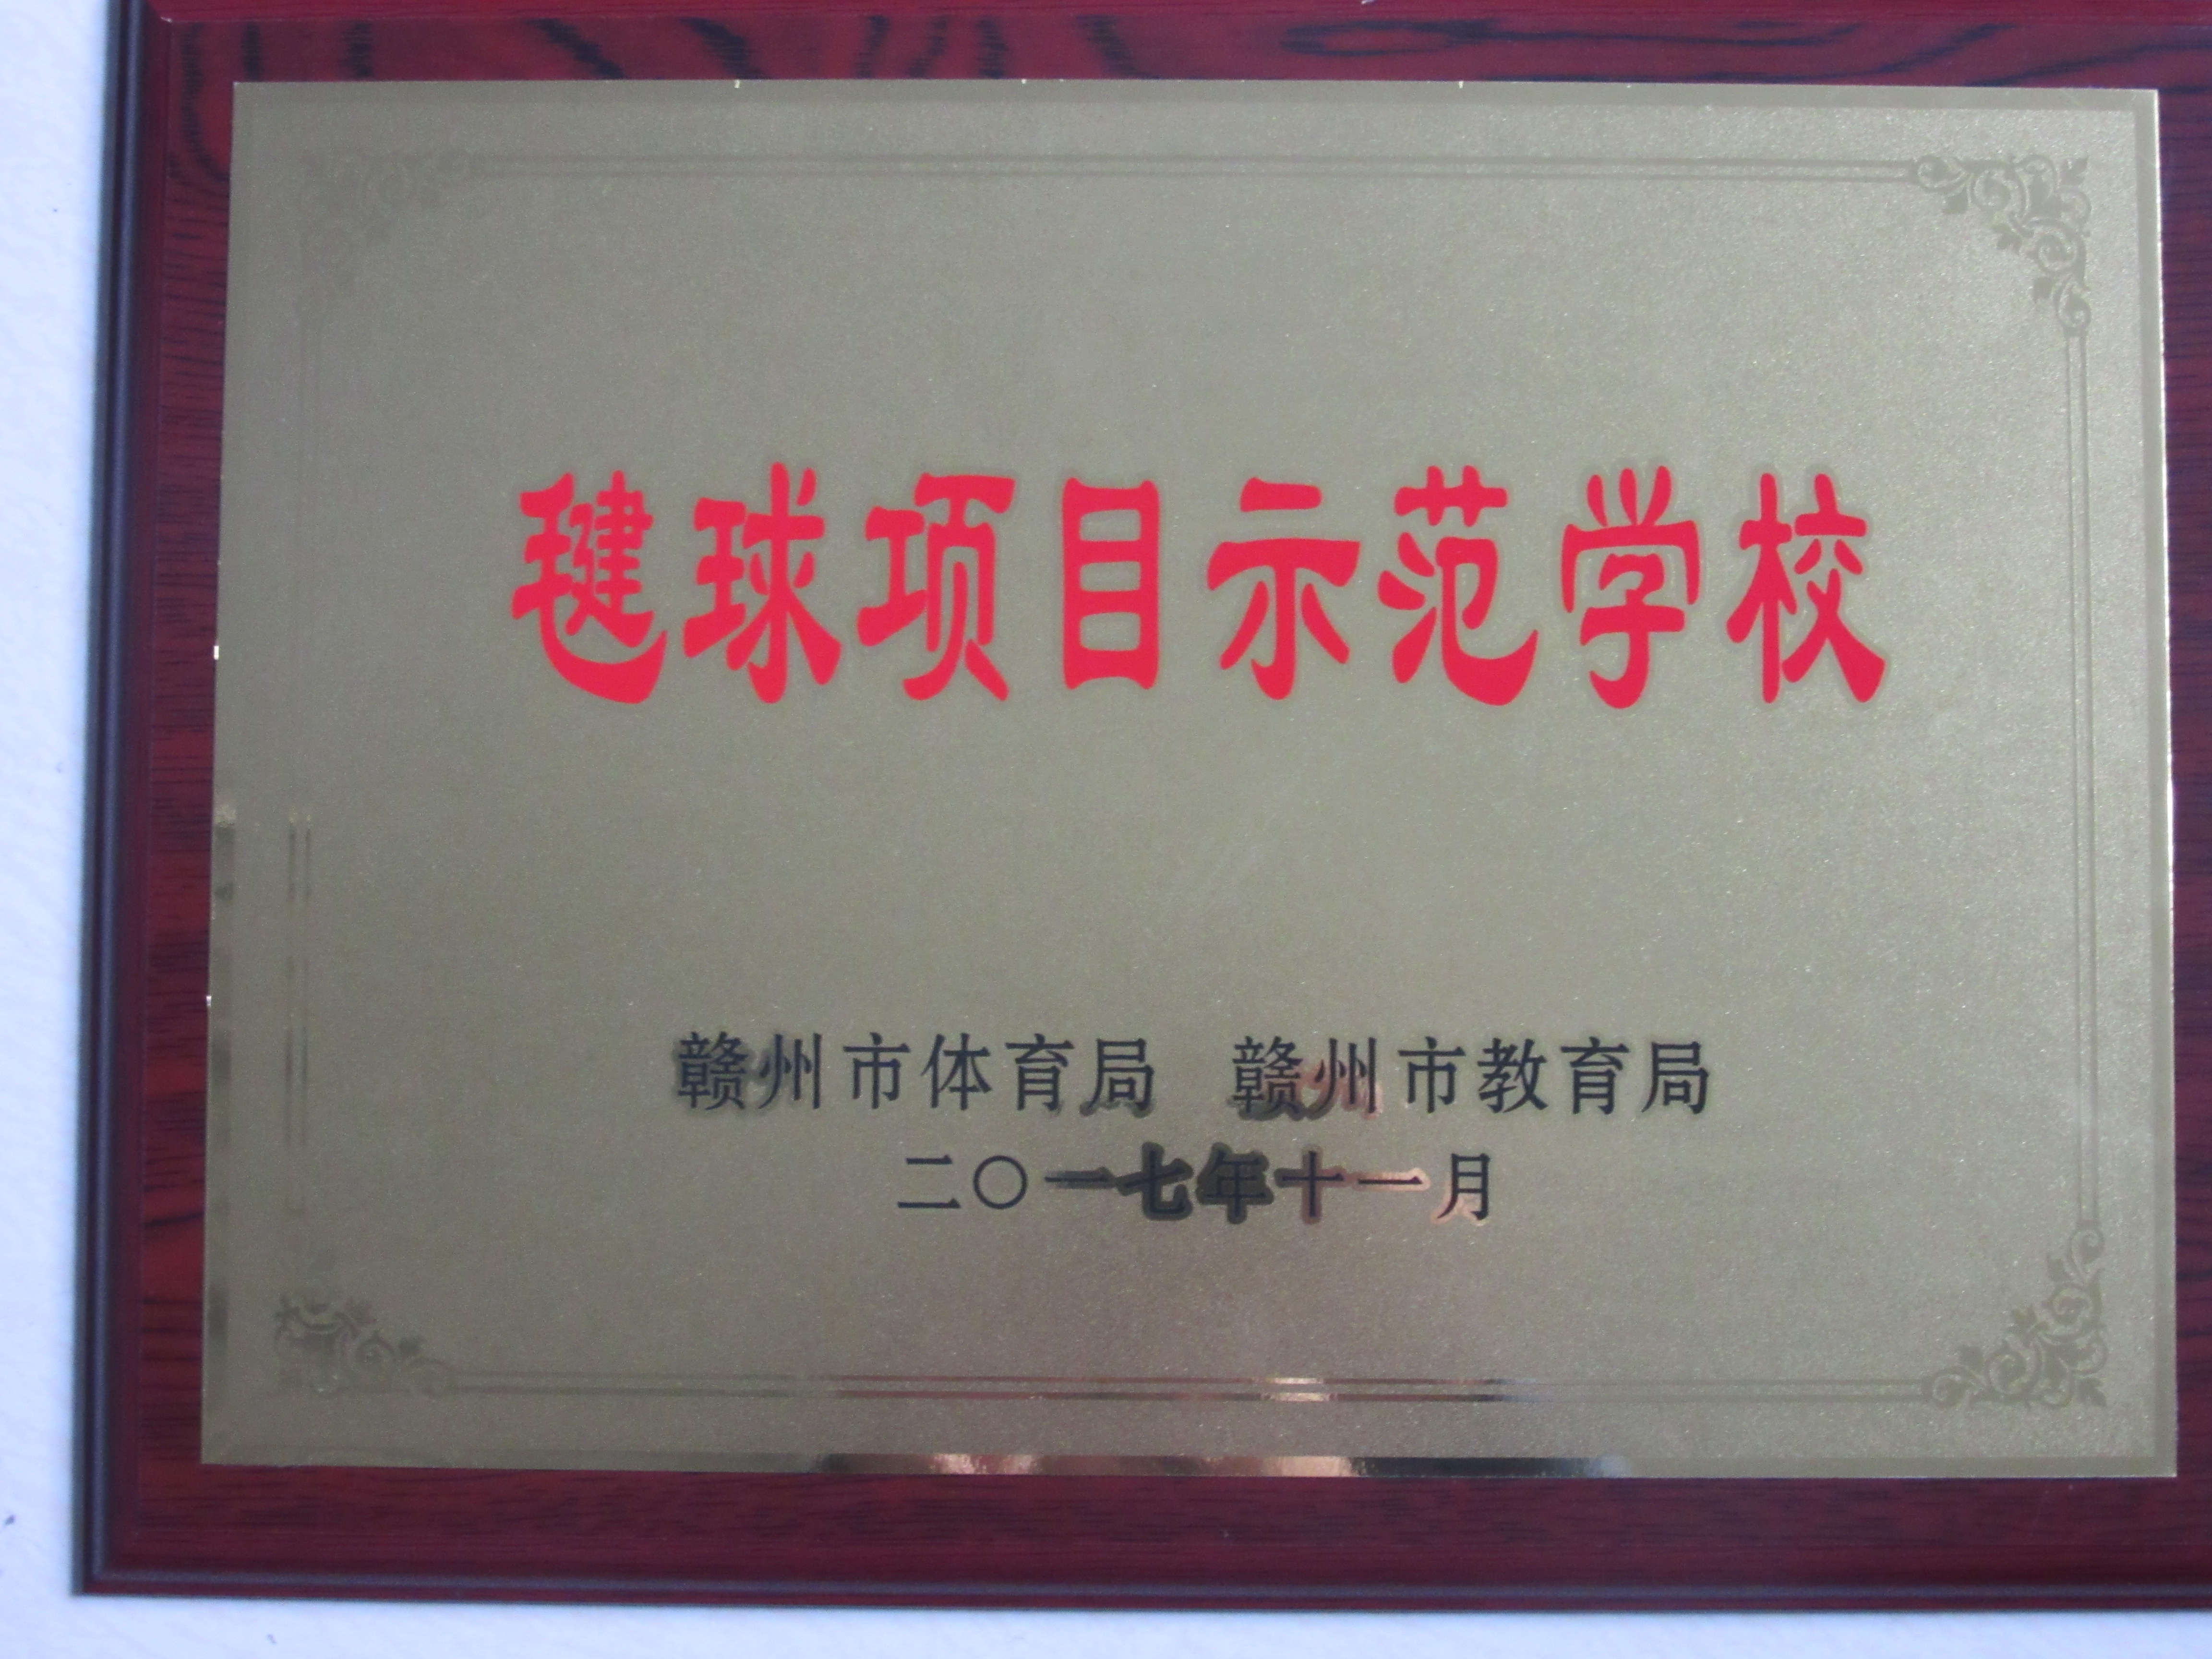 毽球项目示范学校
赣州市体育局 赣州市教育局
二〇一七年十一月